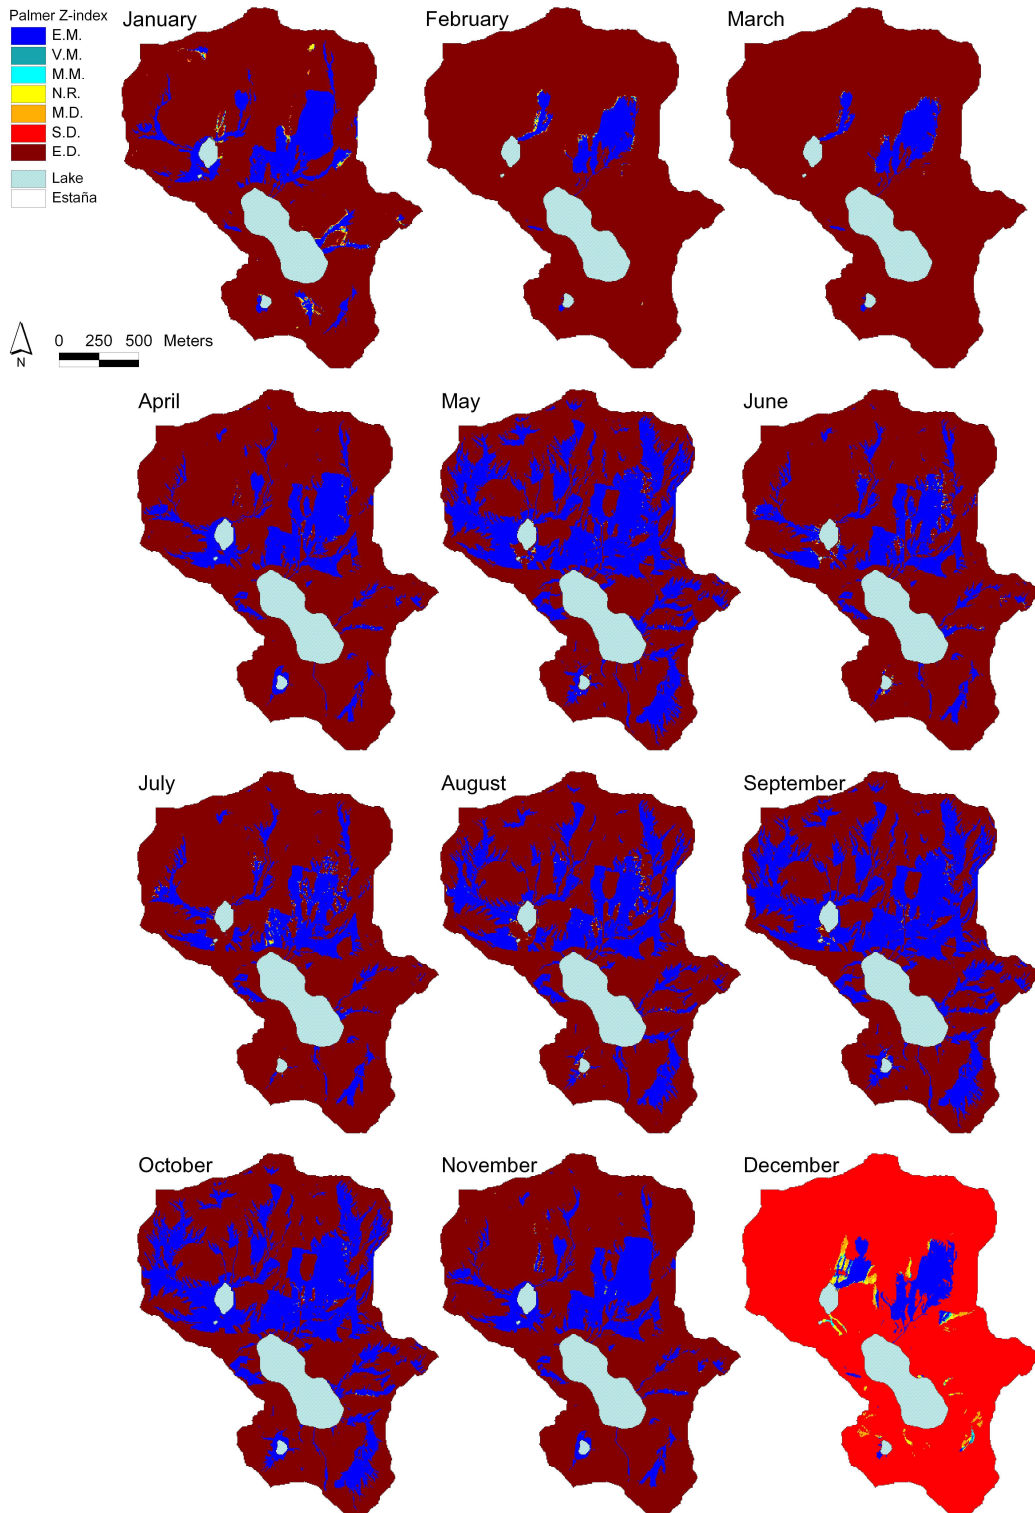 Palmer Z-index
E.M.
V.M.
M.M.
N.R.
M.D.
S.D.
E.D.
Lake
Estaña
January
February
March
N
0 250 500 Meters
April
May
June
July
August
September
October
November
December